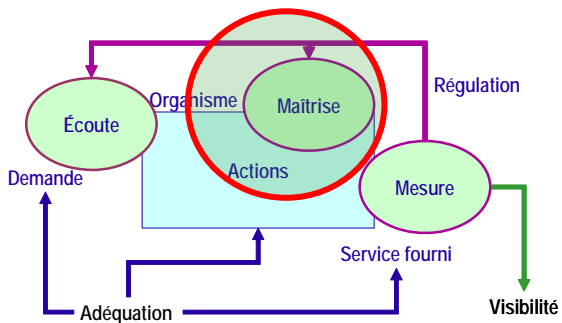 Régulation
Organisme
Maîtrise
Écoute
Actions
Demande
Mesure
Service fourni
Adéquation
Visibilité